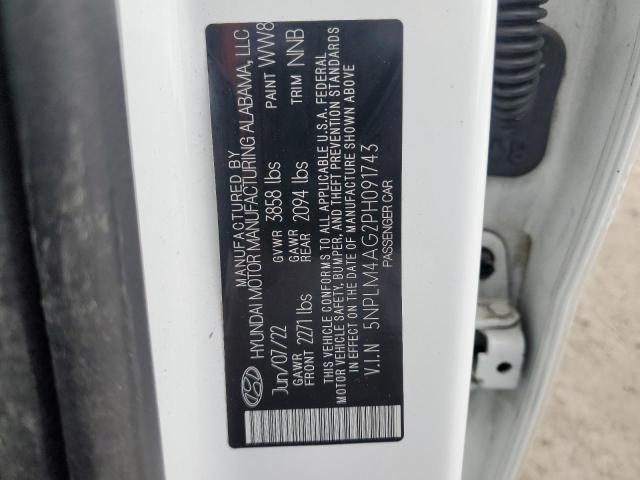 MANUFACTURED BY
HYUNDAI MOTOR MANUFACTURING ALABAMA, LLC
Jun/07/22 GVWR 3858 lbs PAINT WW8
GAWR FRONT 2271 lbs GAWR REAR 2094 lbs TRIM NNB
THIS VEHICLE CONFORMS TO ALL APPLICABLE U.S.A. FEDERAL
MOTOR VEHICLE SAFETY, BUMPER, AND THEFT PREVENTION STANDARDS
IN EFFECT ON THE DATE OF MANUFACTURE SHOWN ABOVE
V.I.N 5NPLM4AG2PH091743
PASSENGER CAR